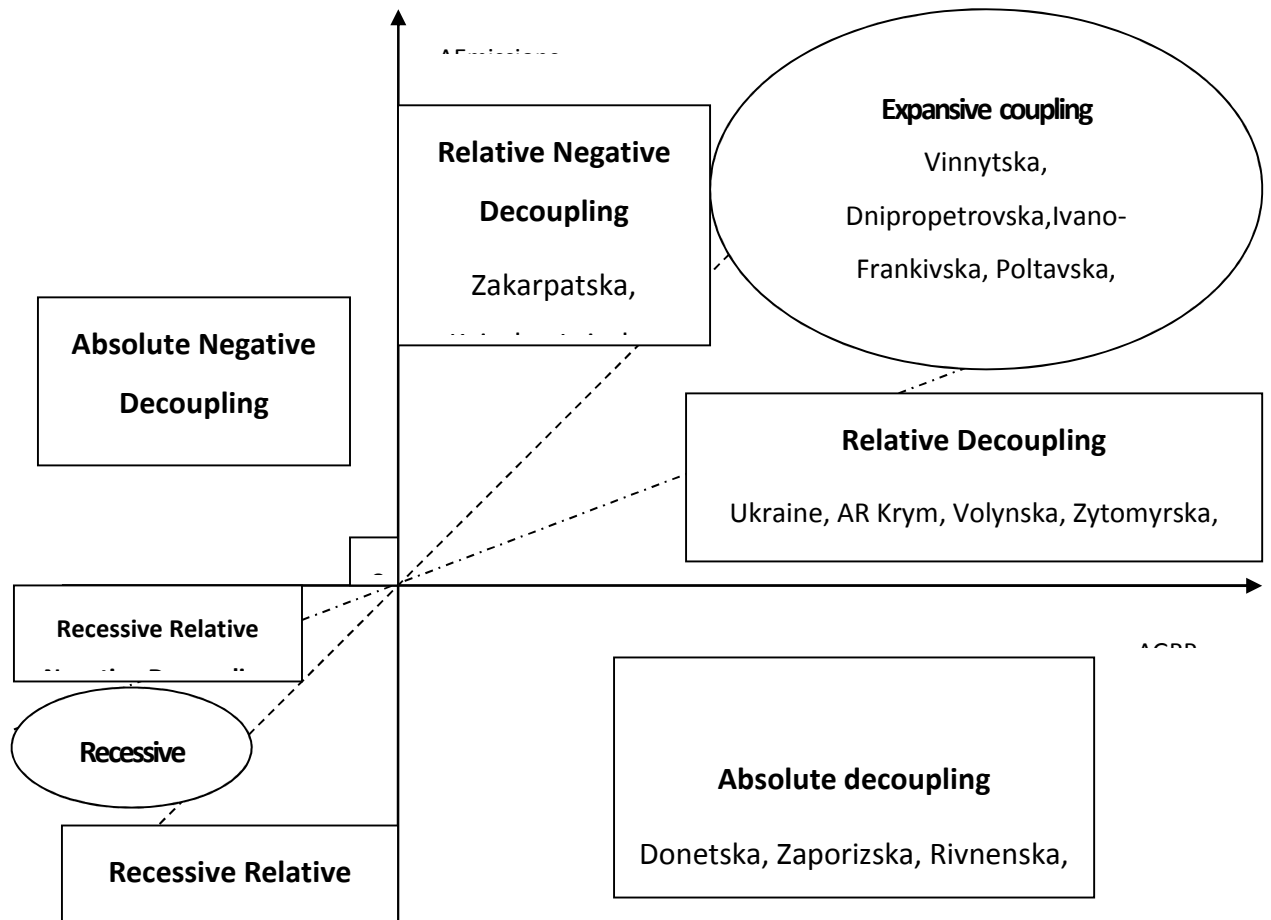 Expansive coupling
Vinnytska,
Dnipropetrovska,Ivano-
Frankivska, Poltavska,
Relative Negative
Decoupling
Zakarpatska,
Absolute Negative
Decoupling
Relative Decoupling
Ukraine, AR Krym, Volynska, Zytomyrska,
Recessive Relative
Recessive
Absolute decoupling
Donetska, Zaporizska, Rivnenska,
Recessive Relative